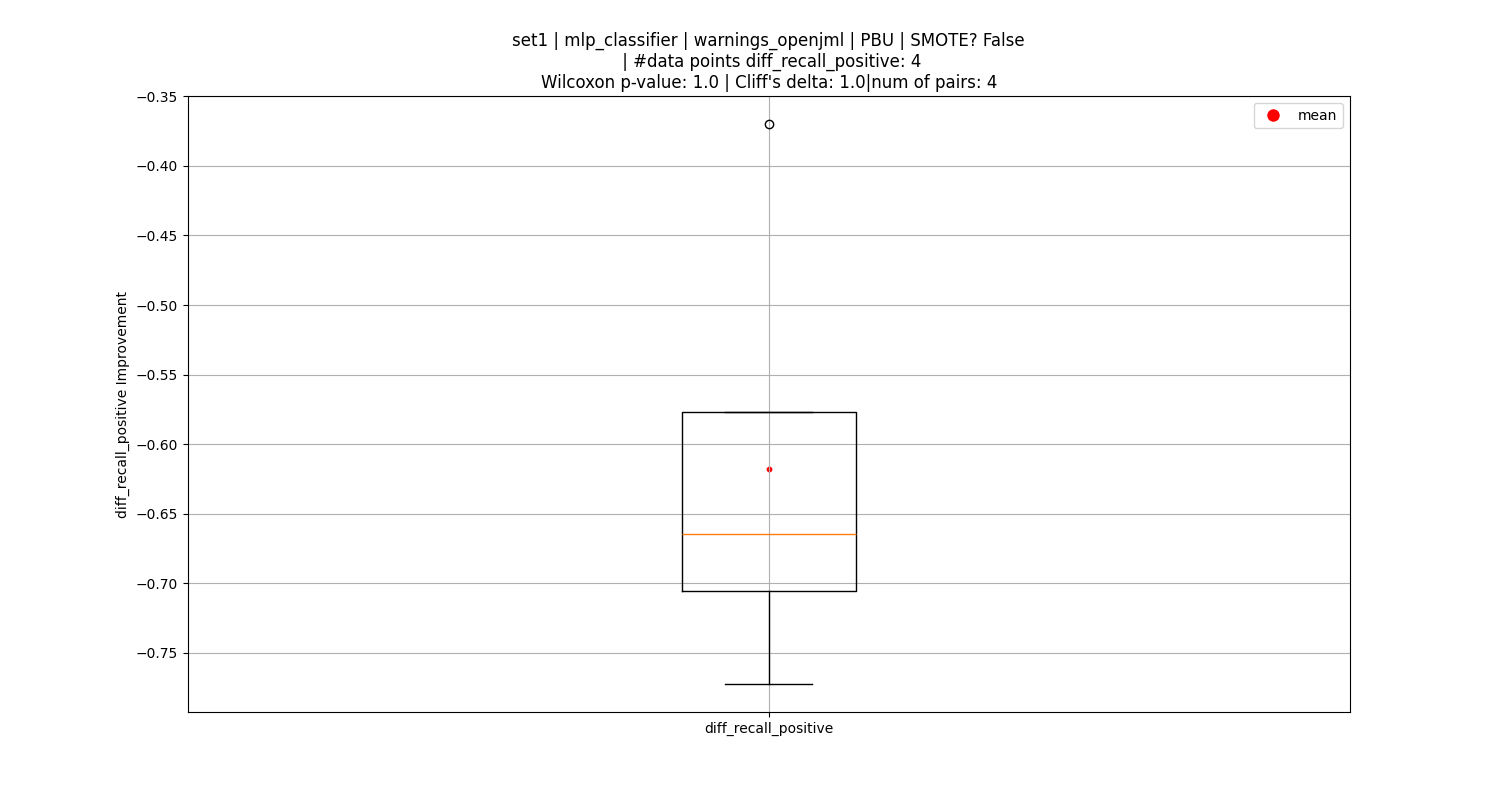 set1 | mlp_classifier | warnings_openjml | PBU | SMOTE? False
| #data points diff_recall_positive: 4
Wilcoxon p-value: 1.0 | Cliff's delta: 1.0|num of pairs: 4
mean
−0.35
−0.40
−0.45
−0.50
−0.55
−0.60
−0.65
−0.70
−0.75
diff_recall_positive Improvement
diff_recall_positive